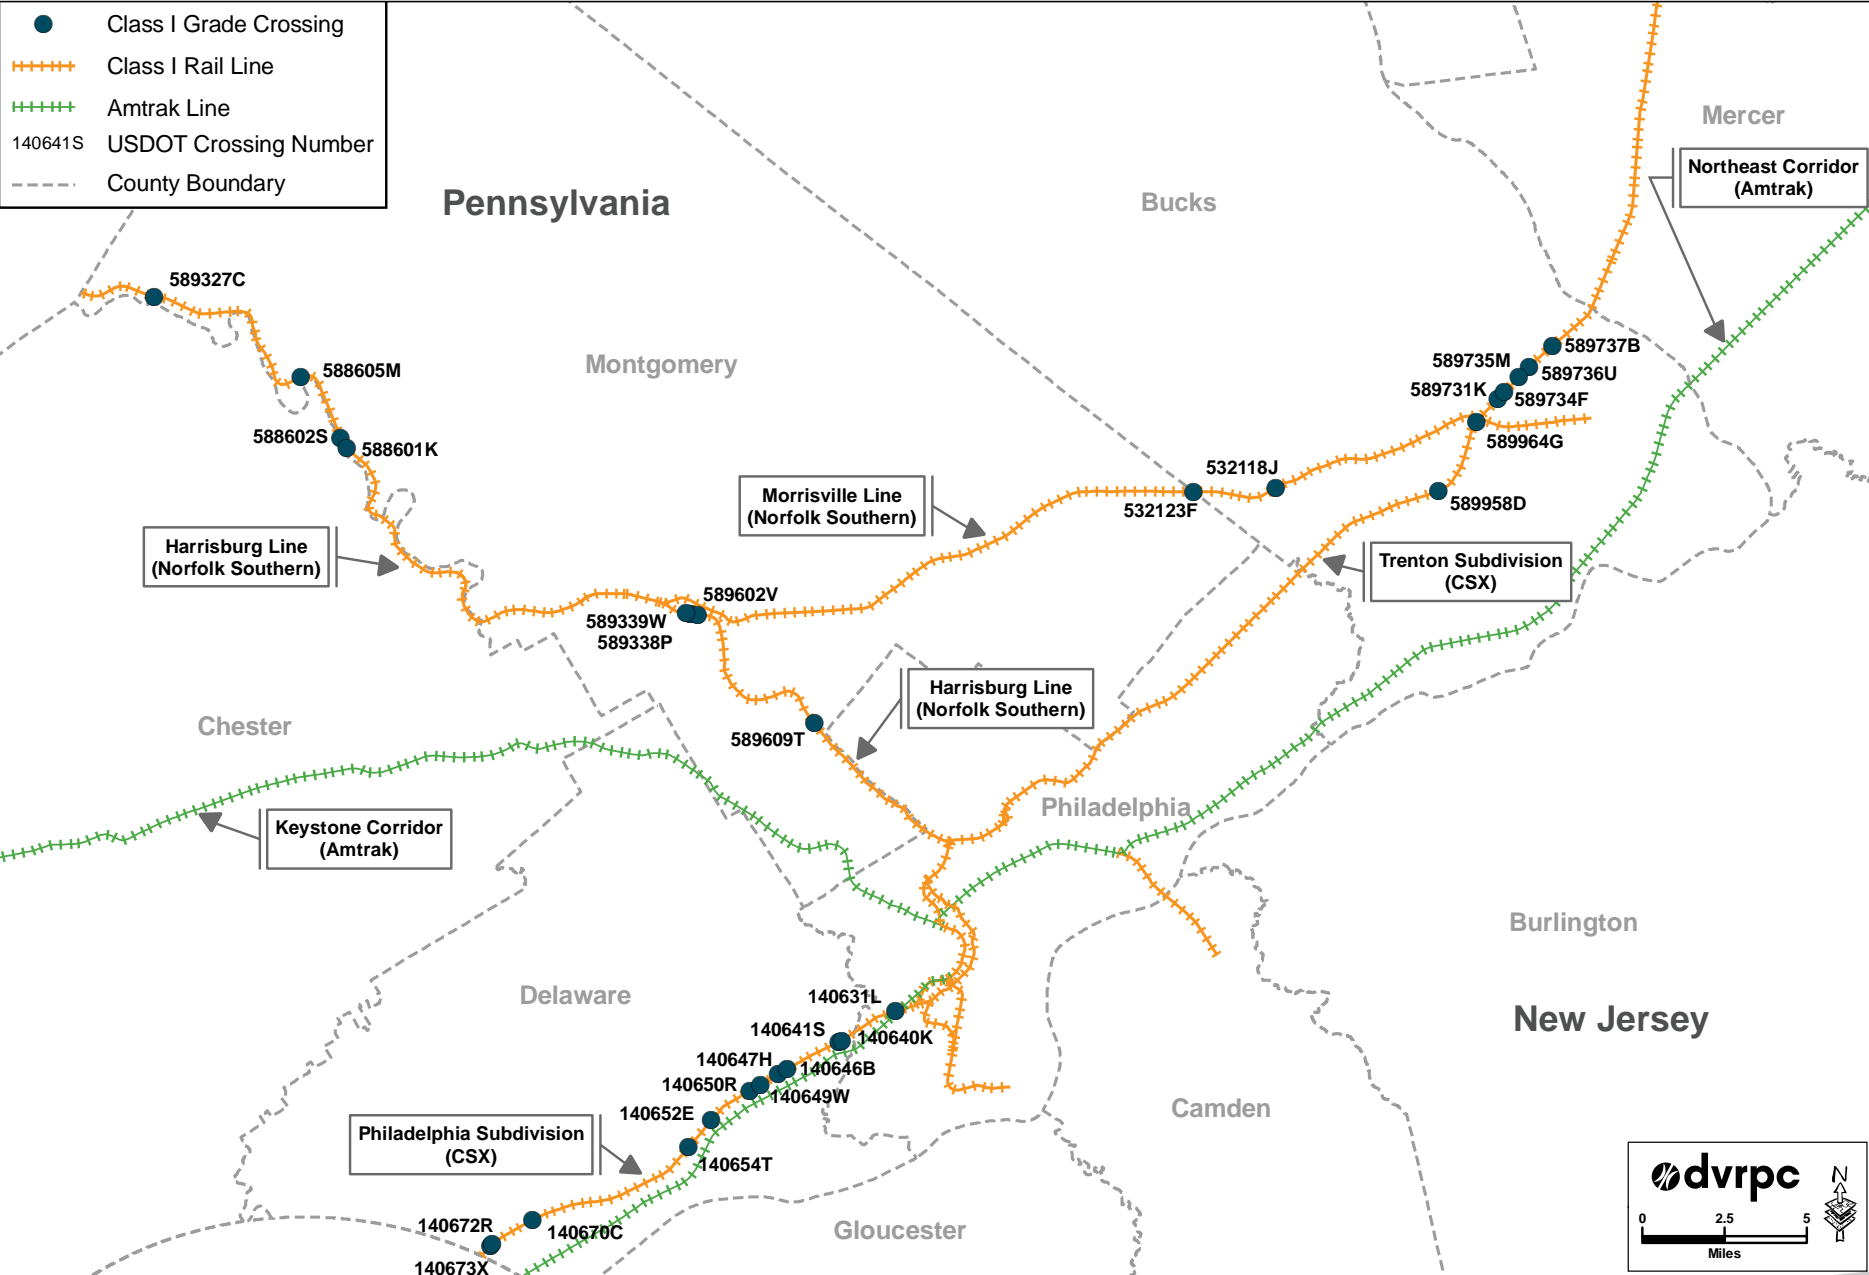 Class I Grade Crossing
Class I Rail Line
Amtrak Line
140641S USDOT Crossing Number
County Boundary
Pennsylvania
Mercer
Bucks
Northeast Corridor
(Amtrak)
589327C
588605M
Montgomery
589737B
589735M
589736U
589731K
589734F
588602S
588601K
589964G
532118J
532123F
589958D
Morrisville Line
(Norfolk Southern)
Harrisburg Line
(Norfolk Southern)
Trenton Subdivision
(CSX)
589602V
589339W
589338P
Harrisburg Line
(Norfolk Southern)
589609T
Chester
Philadelphia
Keystone Corridor
(Amtrak)
Burlington
Delaware
140631L
New Jersey
140641S
140640K
140647H
140646B
140650R
140649W
140652E
Camden
Philadelphia Subdivision
(CSX)
140654T
140672R
140670C
Gloucester
140673X
dvrpc
N
0 2.5 5
Miles